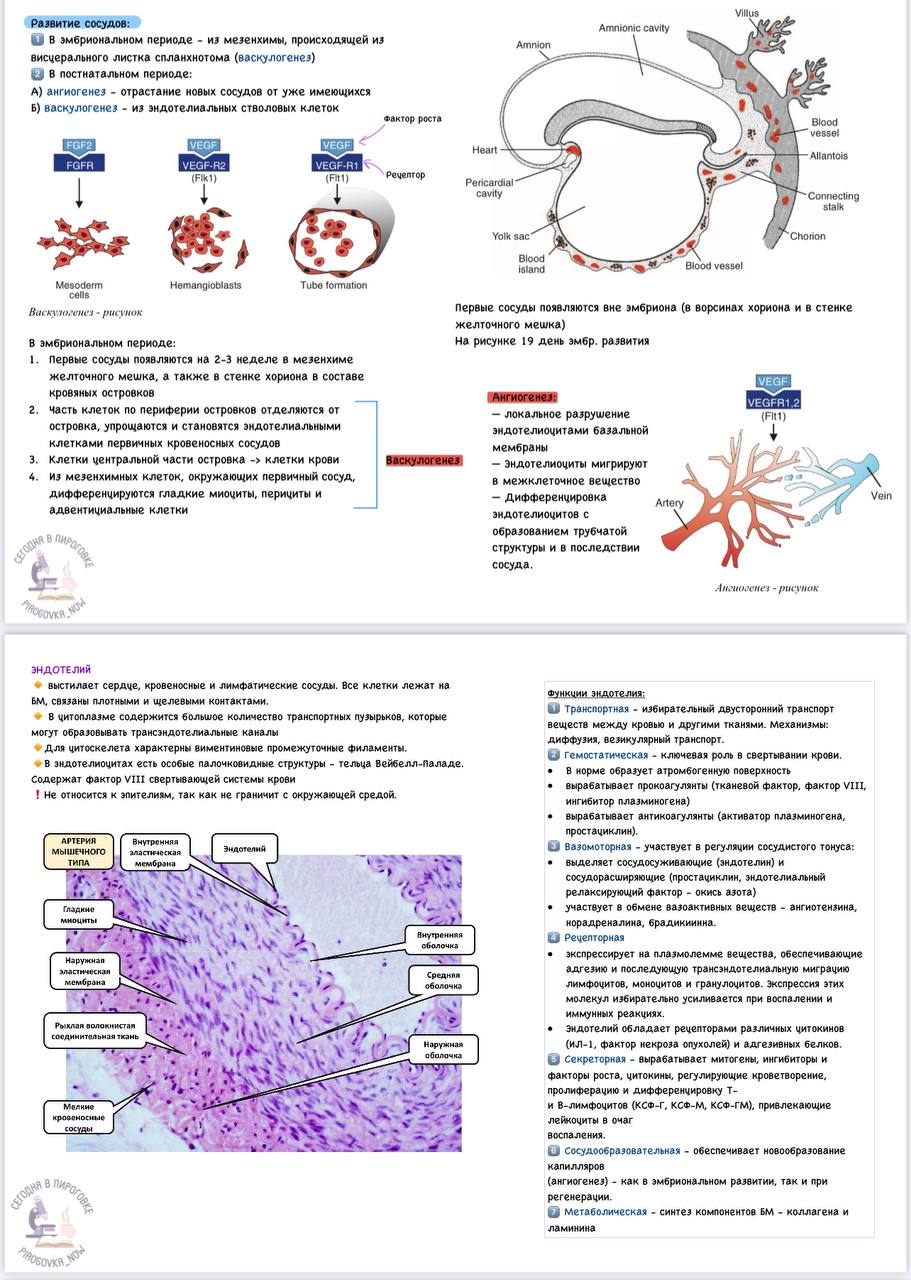 Развитие сосудов:
1 В эмбриональном периоде - из мезенхимы, происходящей из
висцерального листка спланхнотома (васкулогенез)
2 В постнатальном периоде:
А) ангиогенез - отрастание новых сосудов от уже имеющихся
Б) васкулогенез - из эндотелиальных стволовых клеток
Фактор роста
FGF2
FGFR
VEGF
VEGF-R2
(Flk1)
VEGF
VEGF-R1
(Flt1)
Рецептор
Mesoderm
cells
Hemangioblasts
Tube formation
Васкулогенез - рисунок
Villus
Amnionic cavity
Amnion
Heart
Pericardial
cavity
Yolk sac
Blood
island
Blood vessel
Blood
vessel
Allantois
Connecting
stalk
Chorion
Первые сосуды появляются вне эмбриона (в ворсинах хориона и в стенке
желточного мешка)
На рисунке 19 день эмбр. развития
В эмбриональном периоде:
1. Первые сосуды появляются на 2-3 неделе в мезенхиме
желточного мешка, а также в стенке хориона в составе
кровяных островков
2. Часть клеток по периферии островков отделяются от
островка, упрощаются и становятся эндотелиальными
клетками первичных кровеносных сосудов
3. Клетки центральной части островка -> клетки крови
4. Из мезенхимных клеток, окружающих первичный сосуд,
дифференцируются гладкие миоциты, перициты и
адвентициальные клетки
Васкулогенез
Ангиогенез:
— локальное разрушение
эндотелиоцитами базальной
мембраны
— Эндотелиоциты мигрируют
в межклеточное вещество
— Дифференцировка
эндотелиоцитов с
образованием трубчатой
структуры и в последствии
сосуда.
VEGF
VEGFR1,2
(Flt1)
Artery
Vein
Ангиогенез - рисунок
СЕГОДНЯ В ПИРОГОВКЕ
PIROGOVKA_NOW
ЭНДОТЕЛИЙ
🔸 выстилает сердце, кровеносные и лимфатические сосуды. Все клетки лежат на
БМ, связаны плотными и щелевыми контактами.
🔸 В цитоплазме содержится большое количество транспортных пузырьков, которые
могут образовывать трансэндотелиальные каналы
🔸Для цитоскелета характерны виментиновые промежуточные филаменты.
🔸В эндотелиоцитах есть особые палочковидные структуры - тельца Вейбелл-Паладе.
Содержат фактор VIII свертывающей системы крови
❗Не относится к эпителиям, так как не граничит с окружающей средой.
АРТЕРИЯ
МЫШЕЧНОГО
ТИПА
Внутренняя
эластическая
мембрана
Эндотелий
Гладкие
миоциты
Наружная
эластическая
мембрана
Рыхлая волокнистая
соединительная ткань
Мелкие
кровеносные
сосуды
Внутренняя
оболочка
Средняя
оболочка
Наружная
оболочка
СЕГОДНЯ В ПИРОГОВКЕ
PIROGOVKA_NOW
Функции эндотелия:
1 Транспортная - избирательный двусторонний транспорт
веществ между кровью и другими тканями. Механизмы:
диффузия, везикулярный транспорт.
2 Гемостатическая - ключевая роль в свертывании крови.
• В норме образует атромбогенную поверхность
• вырабатывает прокоагулянты (тканевой фактор, фактор VIII,
ингибитор плазминогена)
• вырабатывает антикоагулянты (активатор плазминогена,
простациклин).
3 Вазомоторная - участвует в регуляции сосудистого тонуса:
• выделяет сосудосуживающие (эндотелин) и
сосудорасширяющие (простациклин, эндотелиальный
релаксирующий фактор - окись азота)
• участвует в обмене вазоактивных веществ - ангиотензина,
норадреналина, брадикиинна.
4 Рецепторная
• экспрессирует на плазмолемме вещества, обеспечивающие
адгезию и последующую трансэндотелиальную миграцию
лимфоцитов, моноцитов и гранулоцитов. Экспрессия этих
молекул избирательно усиливается при воспалении и
иммунных реакциях.
• Эндотелий обладает рецепторами различных цитокинов
(ИЛ-1, фактор некроза опухолей) и адгезивных белков.
5 Секреторная - вырабатывает митогены, ингибиторы и
факторы роста, цитокины, регулирующие кроветворение,
пролиферацию и дифференцировку Т-
и В-лимфоцитов (КСФ-Г, КСФ-М, КСФ-ГМ), привлекающие
лейкоциты в очаг
воспаления.
6 Сосудообразовательная - обеспечивает новообразование
капилляров
(ангиогенез) - как в эмбриональном развитии, так и при
регенерации.
7 Метаболическая - синтез компонентов БМ - коллагена и
ламинина